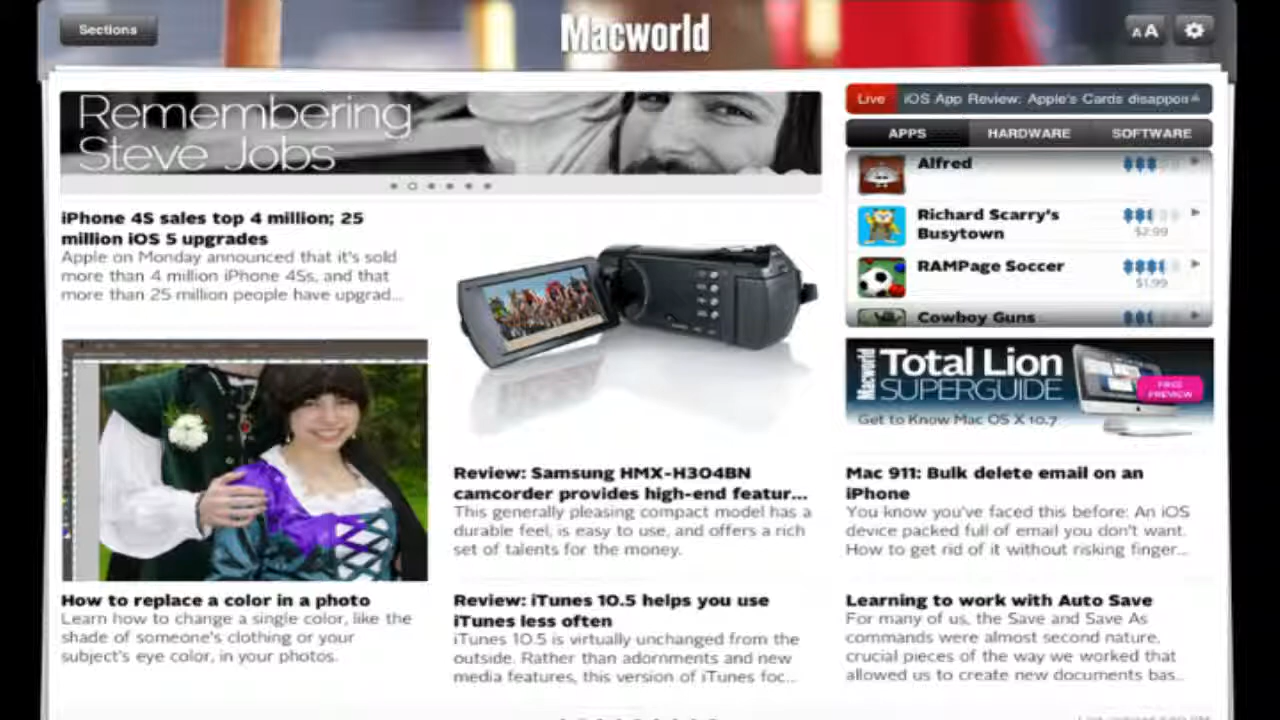 Sections
Macworld
AA
Remembering
Steve Jobs
Live iOS App Review: Apple's Cards disappoi
APPS HARDWARE SOFTWARE
Alfred
Richard Scarry's
Busytown
$2.99
RAMPage Soccer
$1.99
Cowboy Guns
iPhone 4S sales top 4 million; 25
million iOS 5 upgrades
Apple on Monday announced that it's sold
more than 4 million iPhone 4Ss, and that
more than 25 million people have upgrad...
Macworld
Total Lion
SUPERGUIDE
FREE
PREVIEW
Get to Know Mac OS X 10.7
How to replace a color in a photo
Learn how to change a single color, like the
shade of someone's clothing or your
subject's eye color, in your photos.
Review: Samsung HMX-H304BN
camcorder provides high-end featur...
This generally pleasing compact model has a
durable feel, is easy to use, and offers a rich
set of talents for the money.
Review: iTunes 10.5 helps you use
iTunes less often
iTunes 10.5 is virtually unchanged from the
outside. Rather than adornments and new
media features, this version of iTunes foc...
Mac 911: Bulk delete email on an
iPhone
You know you've faced this before: An iOS
device packed full of email you don't want.
How to get rid of it without risking finger...
Learning to work with Auto Save
For many of us, the Save and Save As
commands were almost second nature,
crucial pieces of the way we worked that
allowed us to create new documents bas...